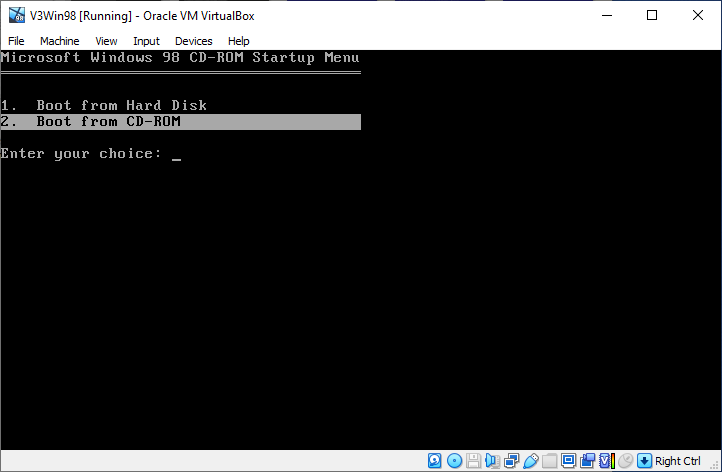 V3Win98 [Running] - Oracle VM VirtualBox
File Machine View Input Devices Help
Microsoft Windows 98 CD-ROM Startup Menu
1. Boot from Hard Disk
2. Boot from CD-ROM
Enter your choice: _
Right Ctrl